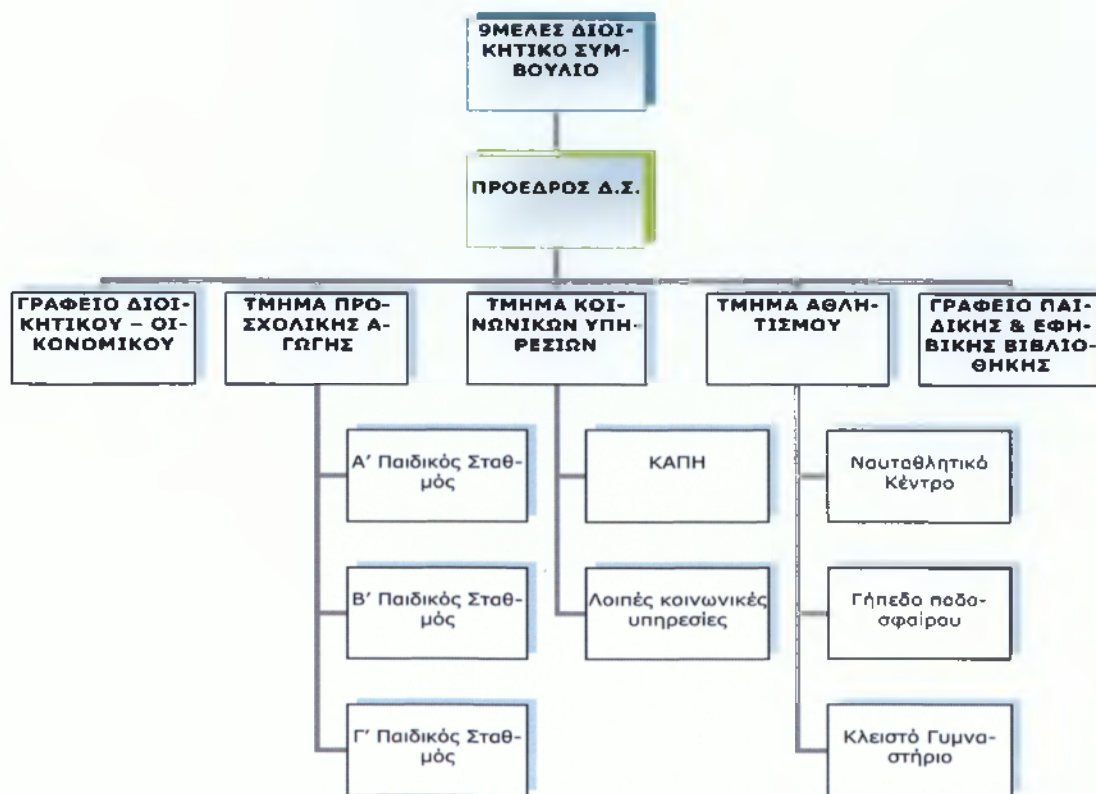 9ΜΕΛΕΣ ΔΙΟΙ-
ΚΗΤΙΚΟ ΣΥΜ-
ΒΟΥΛΙΟ
ΠΡΟΕΔΡΟΣ Δ.Σ.
ΓΡΑΦΕΙΟ ΔΙΟΙ-
ΚΗΤΙΚΟΥ – ΟΙ-
ΚΟΝΟΜΙΚΟΥ
ΤΜΗΜΑ ΠΡΟ-
ΣΧΟΛΙΚΗΣ Α-
ΓΩΓΗΣ
ΤΜΗΜΑ ΚΟΙ-
ΝΩΝΙΚΩΝ ΥΠΗ-
ΡΕΣΙΩΝ
ΤΜΗΜΑ ΑΘΛΗ-
ΤΙΣΜΟΥ
ΓΡΑΦΕΙΟ ΠΑΙ-
ΔΙΚΗΣ & ΕΦΗ-
ΒΙΚΗΣ ΒΙΒΛΙΟ-
ΘΗΚΗΣ
Α' Παιδικός Σταθ-
μός
Β' Παιδικός Σταθ-
μός
Γ' Παιδικός Σταθ-
μός
ΚΑΠΗ
Λοιπές κοινωνικές
υπηρεσίες
Ναυταθλητικό
Κέντρο
Γήπεδο ποδο-
σφαίρου
Κλειστό Γυμνα-
στήριο